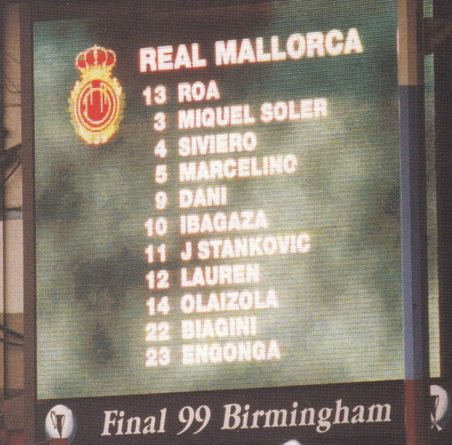 REAL MALLORCA
13 ROA
3 MIQUEL SOLER
4 SIVIERO
5 MARCELINO
9 DANI
10 IBAGAZA
11 J STANKOVIC
12 LAUREN
14 OLAIZOLA
22 BIAGINI
23 ENGONGA
Final 99 Birmingham